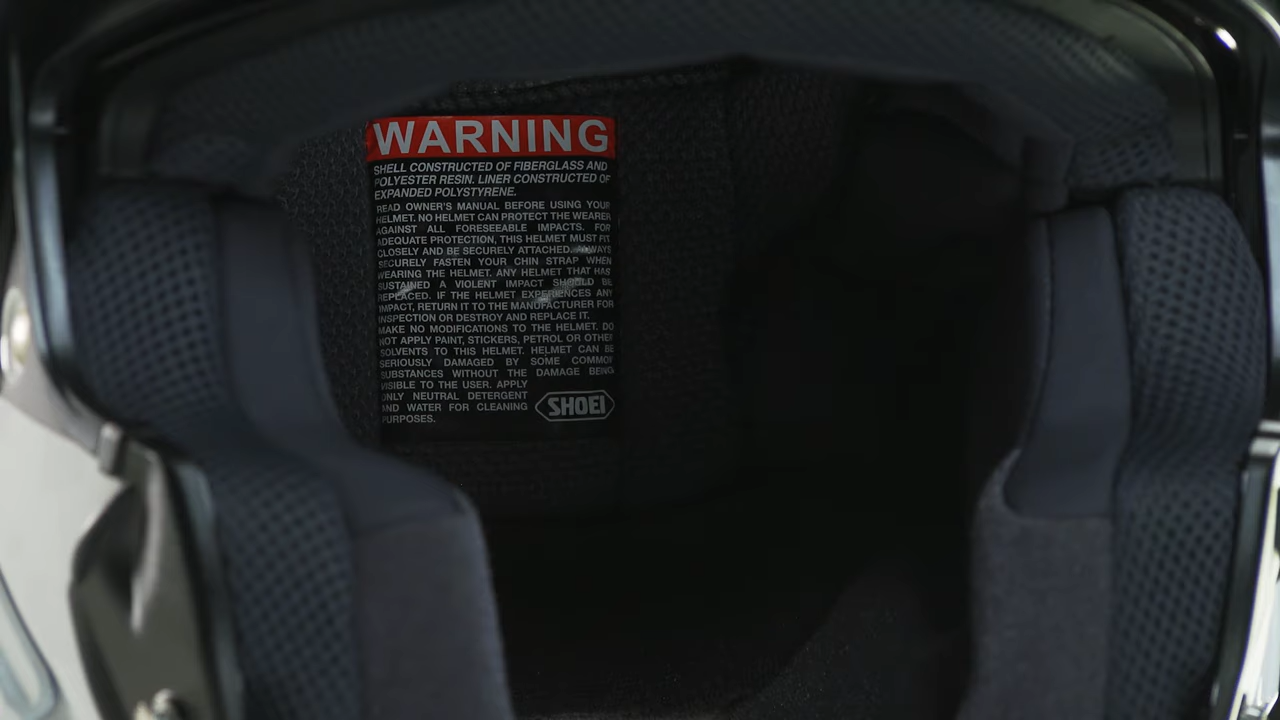 WARNING
SHELL CONSTRUCTED OF FIBERGLASS AND
POLYESTER RESIN. LINER CONSTRUCTED OF
EXPANDED POLYSTYRENE.
READ OWNER'S MANUAL BEFORE USING YOUR
HELMET. NO HELMET CAN PROTECT THE WEARER
AGAINST ALL FORESEEABLE IMPACTS. FOR
ADEQUATE PROTECTION, THIS HELMET MUST FIT
CLOSELY AND BE SECURELY ATTACHED. ALWAYS
SECURELY FASTEN YOUR CHIN STRAP WHEN
WEARING THE HELMET. ANY HELMET THAT HAS
SUSTAINED A VIOLENT IMPACT SHOULD BE
REPLACED. IF THE HELMET EXPERIENCES ANY
IMPACT, RETURN IT TO THE MANUFACTURER FOR
INSPECTION OR DESTROY AND REPLACE IT.
MAKE NO MODIFICATIONS TO THE HELMET. DO
NOT APPLY PAINT, STICKERS, PETROL OR OTHER
SOLVENTS TO THIS HELMET. HELMET CAN BE
SERIOUSLY DAMAGED BY SOME COMMON
SUBSTANCES WITHOUT THE DAMAGE BEING
VISIBLE TO THE USER. APPLY
ONLY NEUTRAL DETERGENT
AND WATER FOR CLEANING
PURPOSES.
SHOEI